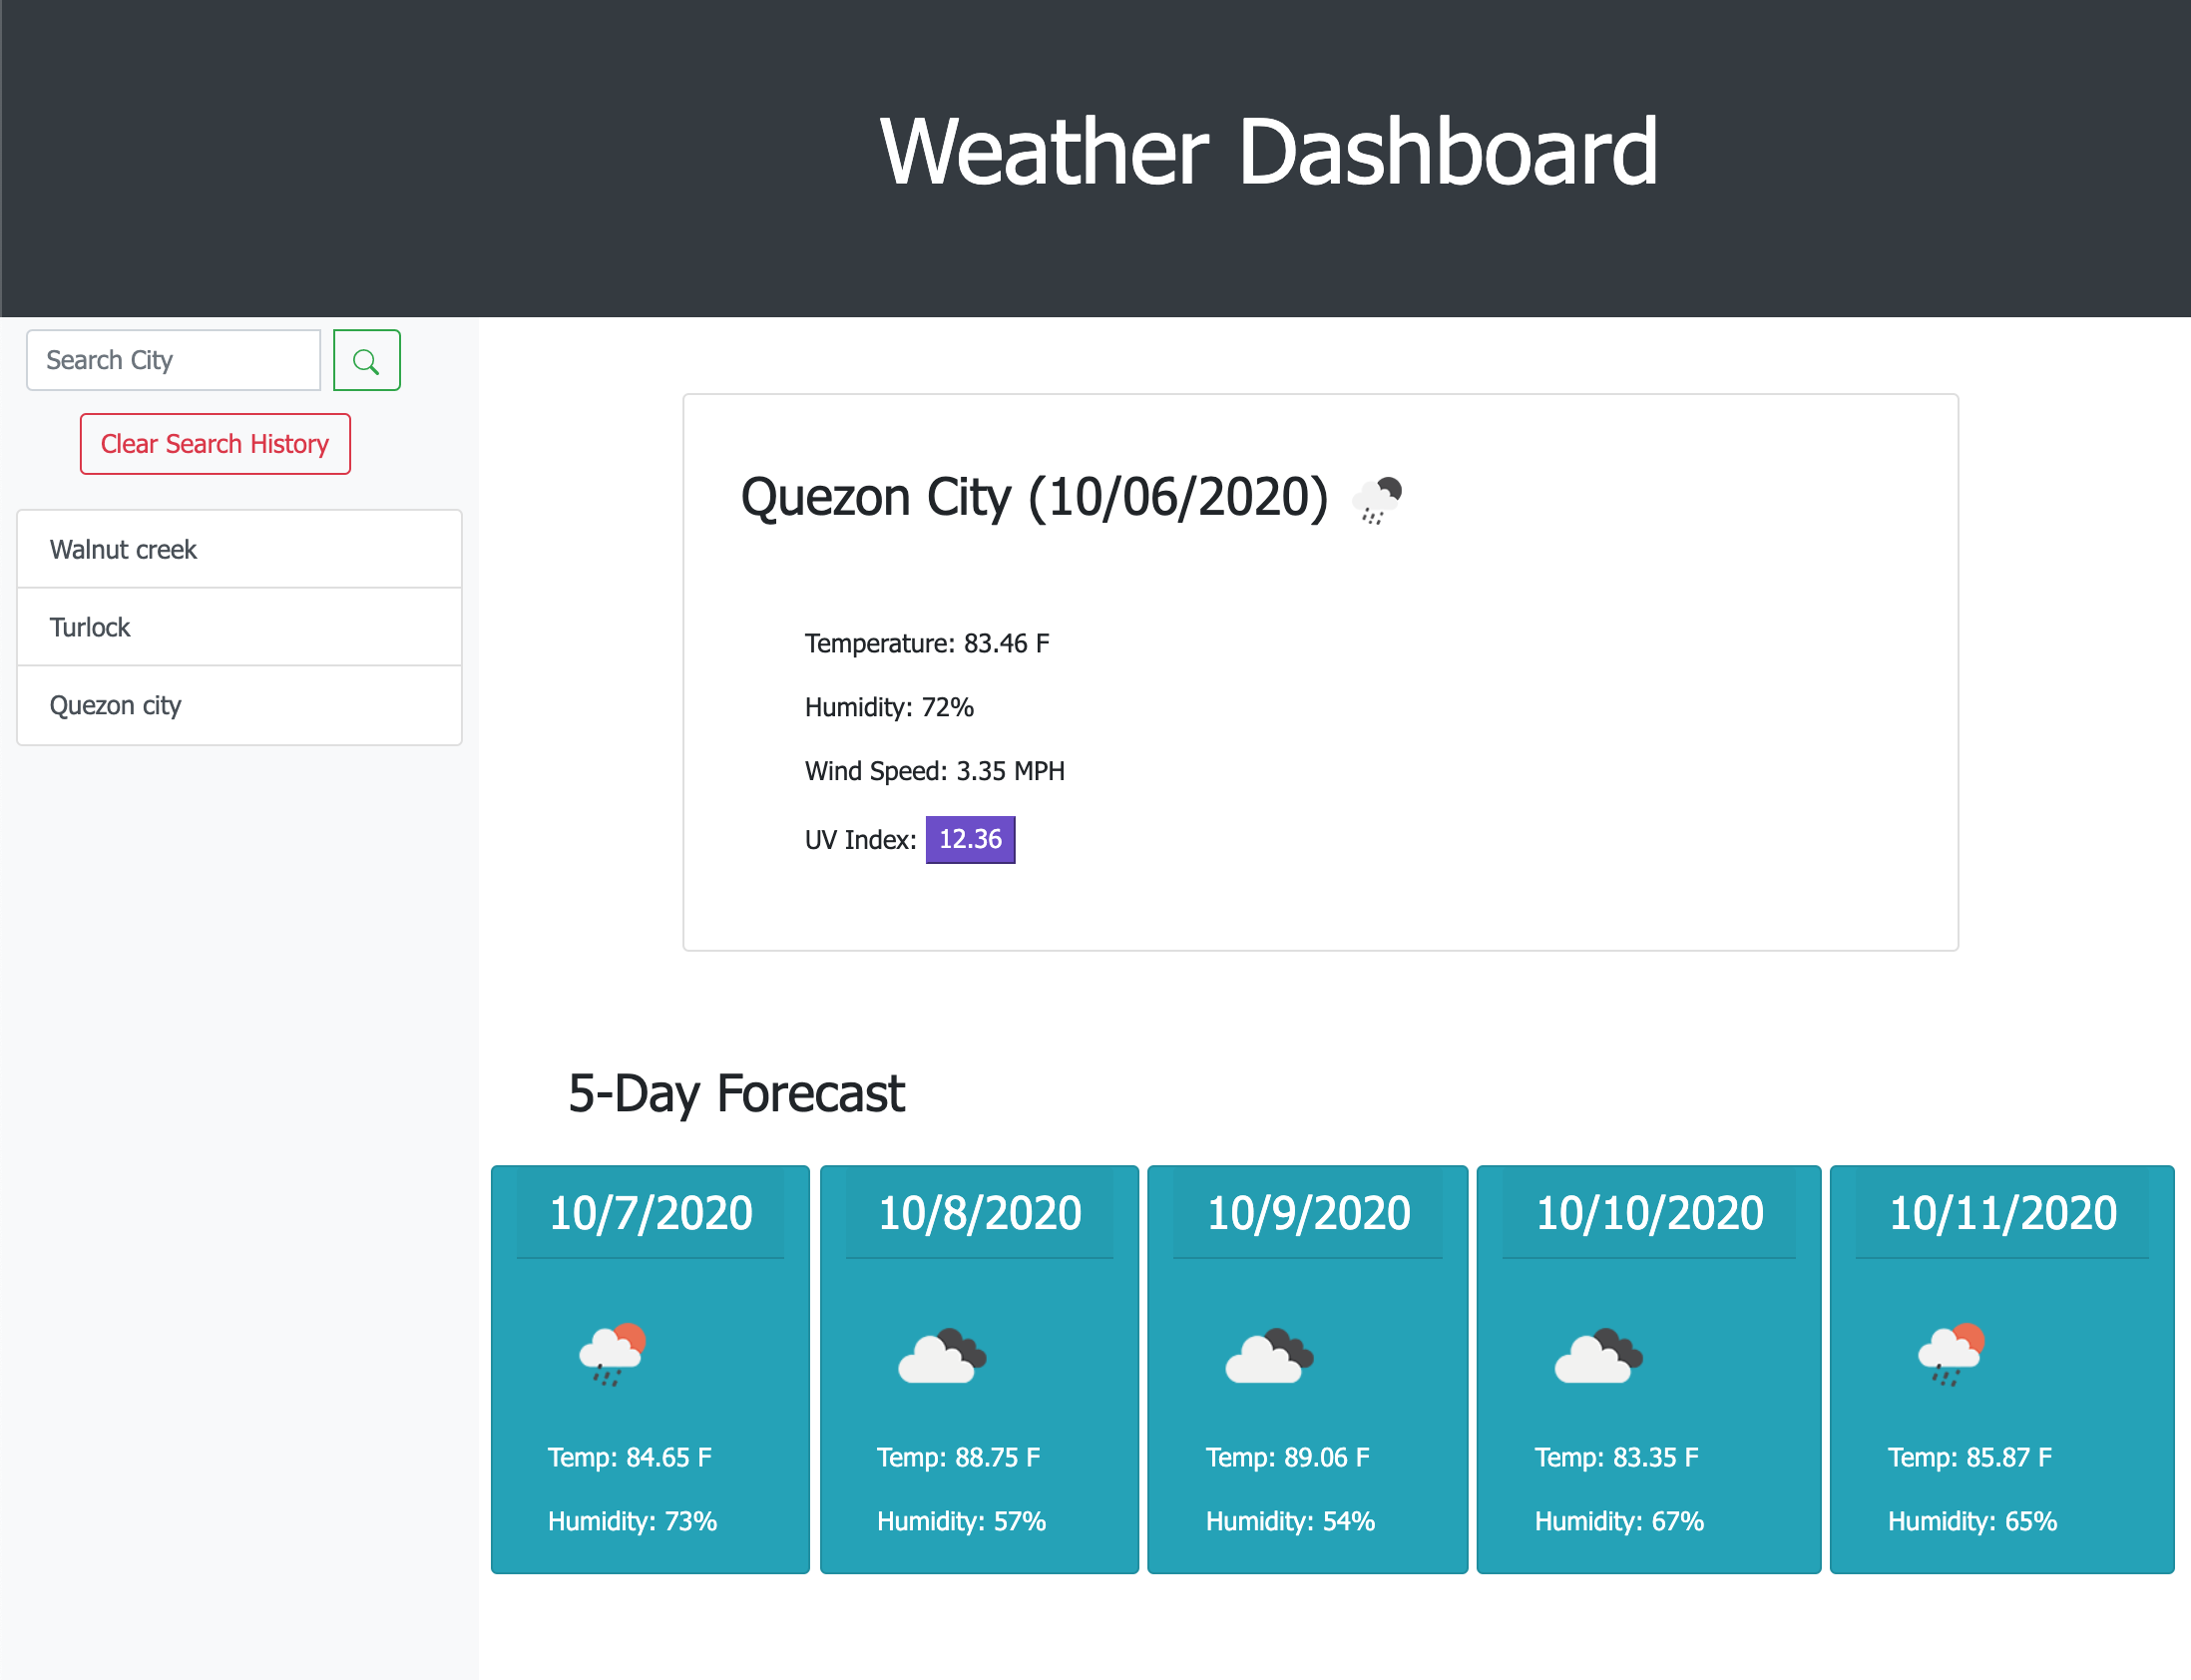 Weather Dashboard
Search City
Clear Search History
Walnut creek
Turlock
Quezon city
Quezon City (10/06/2020)
Temperature: 83.46 F
Humidity: 72%
Wind Speed: 3.35 MPH
UV Index: 12.36
5-Day Forecast
10/7/2020
Temp: 84.65 F
Humidity: 73%
10/8/2020
Temp: 88.75 F
Humidity: 57%
10/9/2020
Temp: 89.06 F
Humidity: 54%
10/10/2020
Temp: 83.35 F
Humidity: 67%
10/11/2020
Temp: 85.87 F
Humidity: 65%